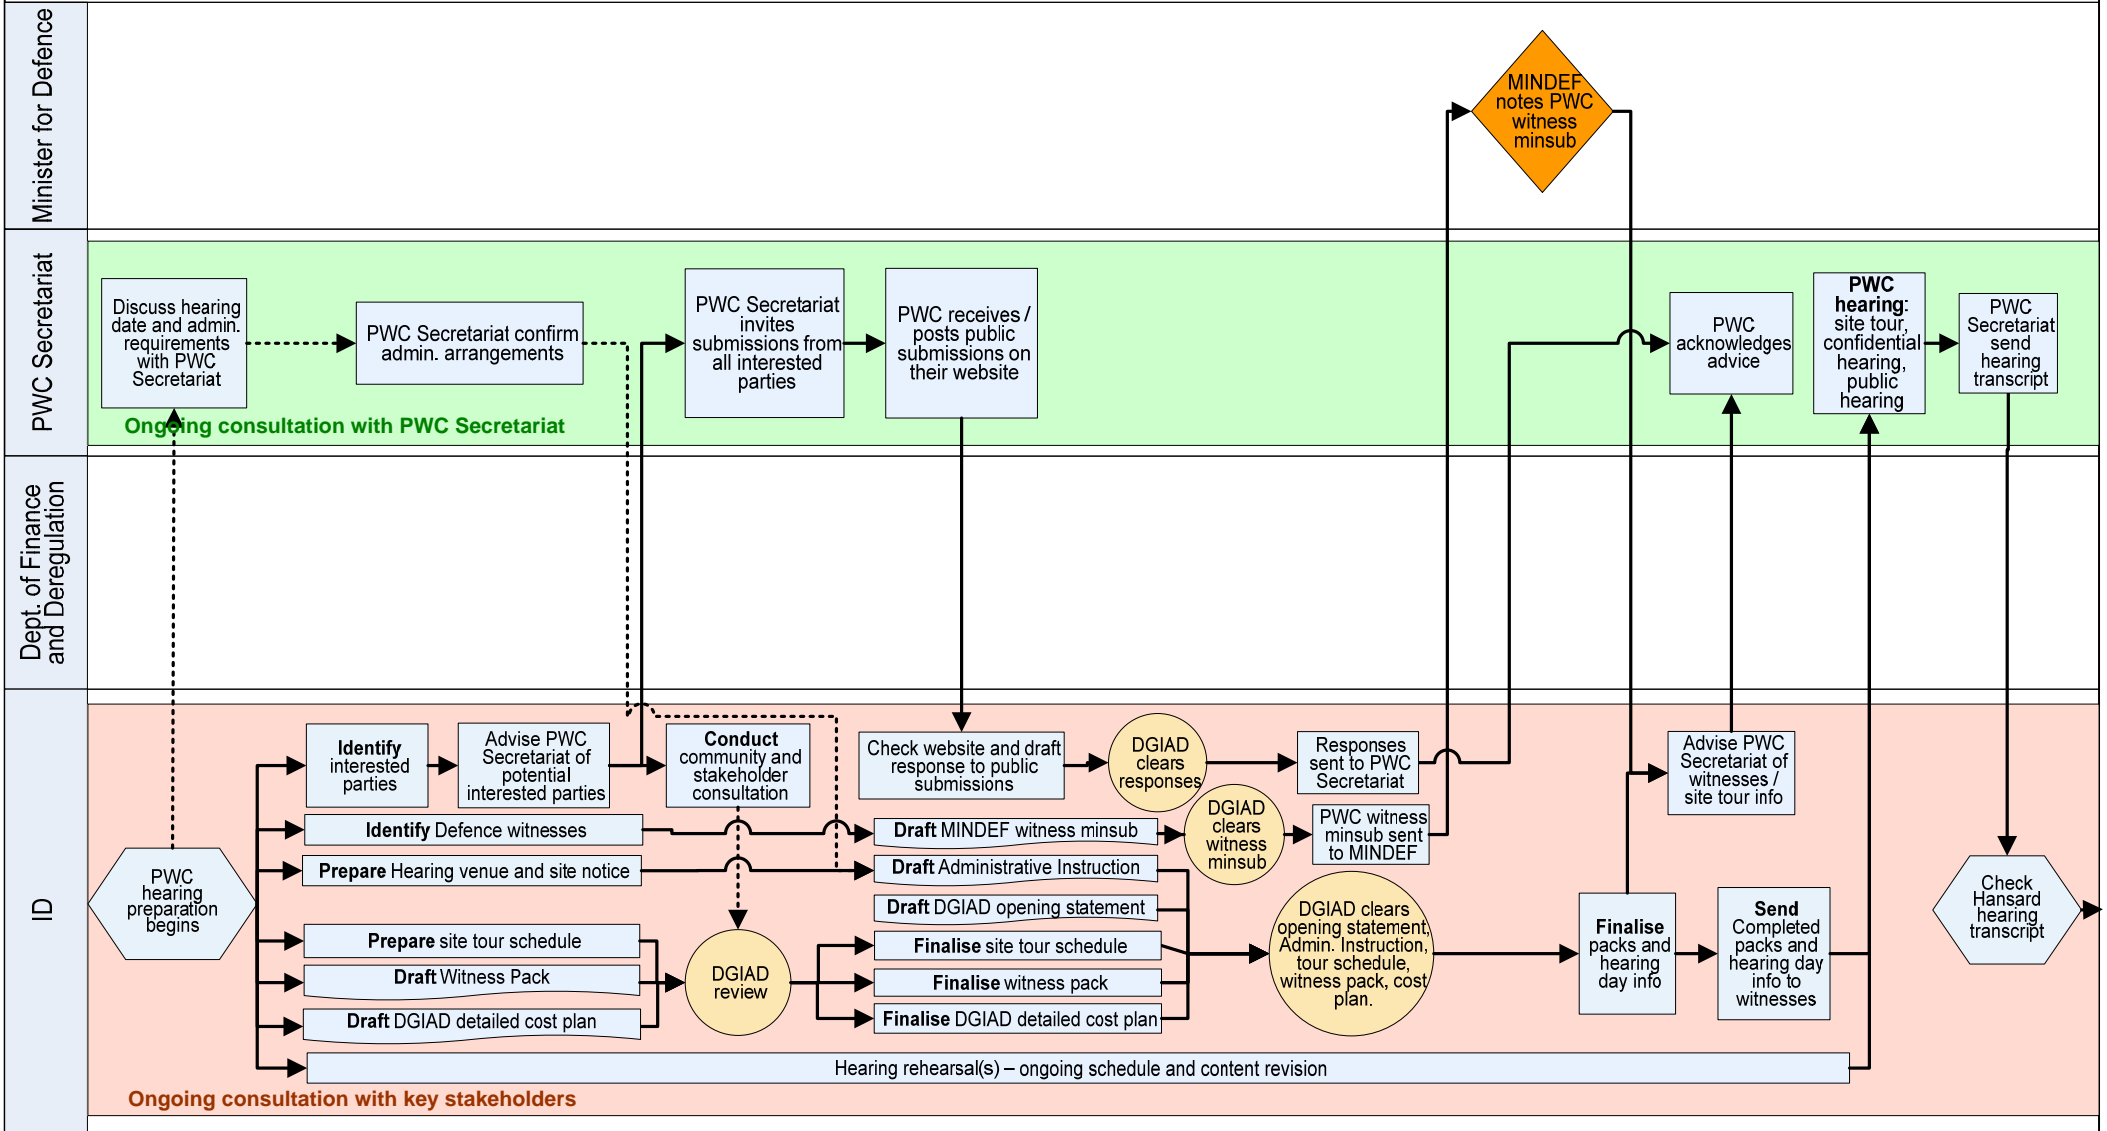 Minister for Defence
MINDEF
notes PWC
witness
minsub
PWC Secretariat
Discuss hearing
date and admin.
requirements
with PWC
Secretariat
PWC Secretariat confirm
admin. arrangements
PWC Secretariat
invites
submissions from
all interested
parties
PWC receives /
posts public
submissions on
their website
PWC
acknowledges
advice
PWC
hearing:
site tour,
confidential
hearing,
public
hearing
PWC
Secretariat
send
hearing
transcript
Ongoing consultation with PWC Secretariat
Dept. of Finance
and Deregulation
ID
PWC
hearing
preparation
begins
Identify
interested
parties
Advise PWC
Secretariat of
potential
interested parties
Conduct
community and
stakeholder
consultation
Check website and draft
response to public
submissions
DGIAD
clears
responses
Responses
sent to PWC
Secretariat
Advise PWC
Secretariat of
witnesses /
site tour info
Identify Defence witnesses
Draft MINDEF witness minsub
DGIAD
clears
witness
minsub
PWC witness
minsub sent
to MINDEF
Prepare Hearing venue and site notice
Draft Administrative Instruction
Draft DGIAD opening statement
Prepare site tour schedule
Draft Witness Pack
Draft DGIAD detailed cost plan
DGIAD
review
Finalise site tour schedule
Finalise witness pack
Finalise DGIAD detailed cost plan
DGIAD clears
opening statement,
Admin. Instruction,
tour schedule,
witness pack, cost
plan.
Finalise
packs and
hearing
day info
Send
Completed
packs and
hearing day
info to
witnesses
Check
Hansard
hearing
transcript
Hearing rehearsal(s) – ongoing schedule and content revision
Ongoing consultation with key stakeholders